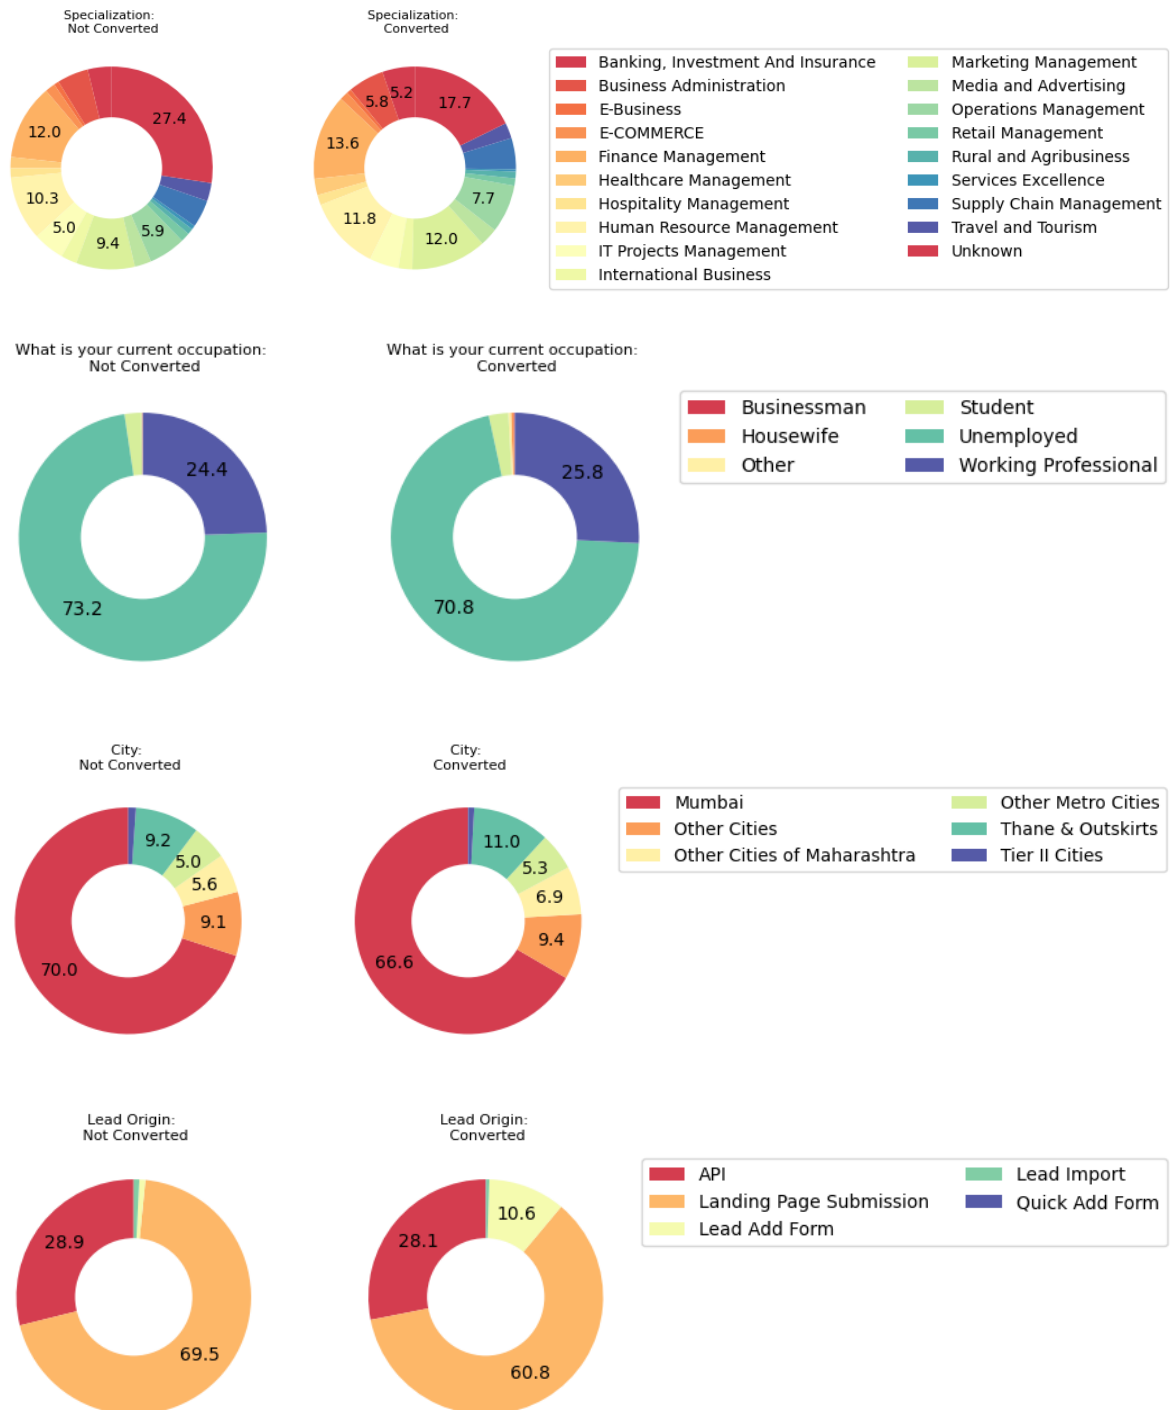 Specialization:
Not Converted
27.4
12.0
10.3
5.0
9.4
5.9
Specialization:
Converted
5.2
5.8
17.7
13.6
7.7
11.8
12.0
Banking, Investment And Insurance
Business Administration
E-Business
E-COMMERCE
Finance Management
Healthcare Management
Hospitality Management
Human Resource Management
IT Projects Management
International Business
Marketing Management
Media and Advertising
Operations Management
Retail Management
Rural and Agribusiness
Services Excellence
Supply Chain Management
Travel and Tourism
Unknown
What is your current occupation:
Not Converted
24.4
73.2
What is your current occupation:
Converted
25.8
70.8
Businessman
Housewife
Other
Student
Unemployed
Working Professional
City:
Not Converted
9.2
5.0
5.6
9.1
70.0
City:
Converted
11.0
5.3
6.9
9.4
66.6
Mumbai
Other Cities
Other Cities of Maharashtra
Other Metro Cities
Thane & Outskirts
Tier II Cities
Lead Origin:
Not Converted
28.9
69.5
Lead Origin:
Converted
10.6
28.1
60.8
API
Landing Page Submission
Lead Add Form
Lead Import
Quick Add Form